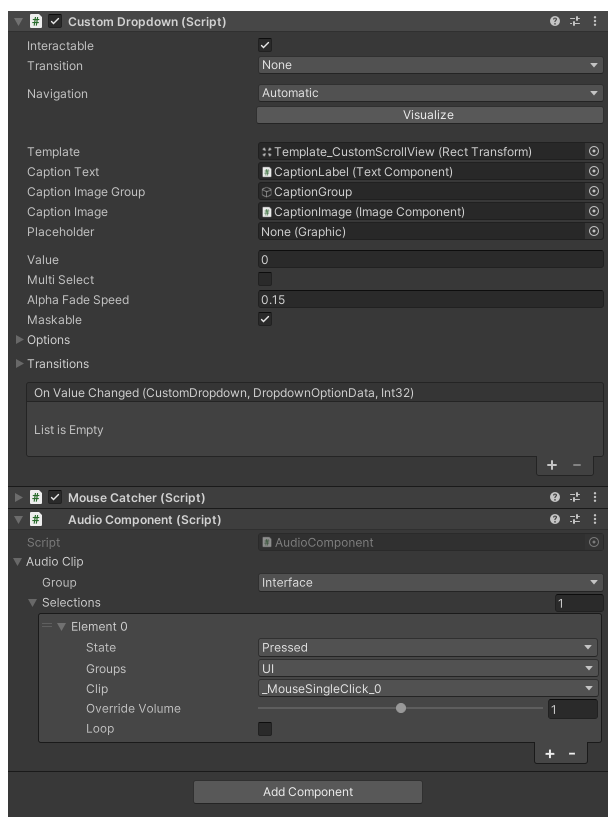 Custom Dropdown (Script)
Interactable
Transition None
Navigation Automatic
Visualize
Template Template_CustomScrollView (Rect Transform)
Caption Text CaptionLabel (Text Component)
Caption Image Group CaptionGroup
Caption Image CaptionImage (Image Component)
Placeholder None (Graphic)
Value 0
Multi Select
Alpha Fade Speed 0.15
Maskable
Options
Transitions
On Value Changed (CustomDropdown, DropdownOptionData, Int32)
List is Empty
Mouse Catcher (Script)
Audio Component (Script)
Script AudioComponent
Audio Clip
Group Interface
Selections 1
Element 0
State Pressed
Groups UI
Clip _MouseSingleClick_0
Override Volume 1
Loop
Add Component